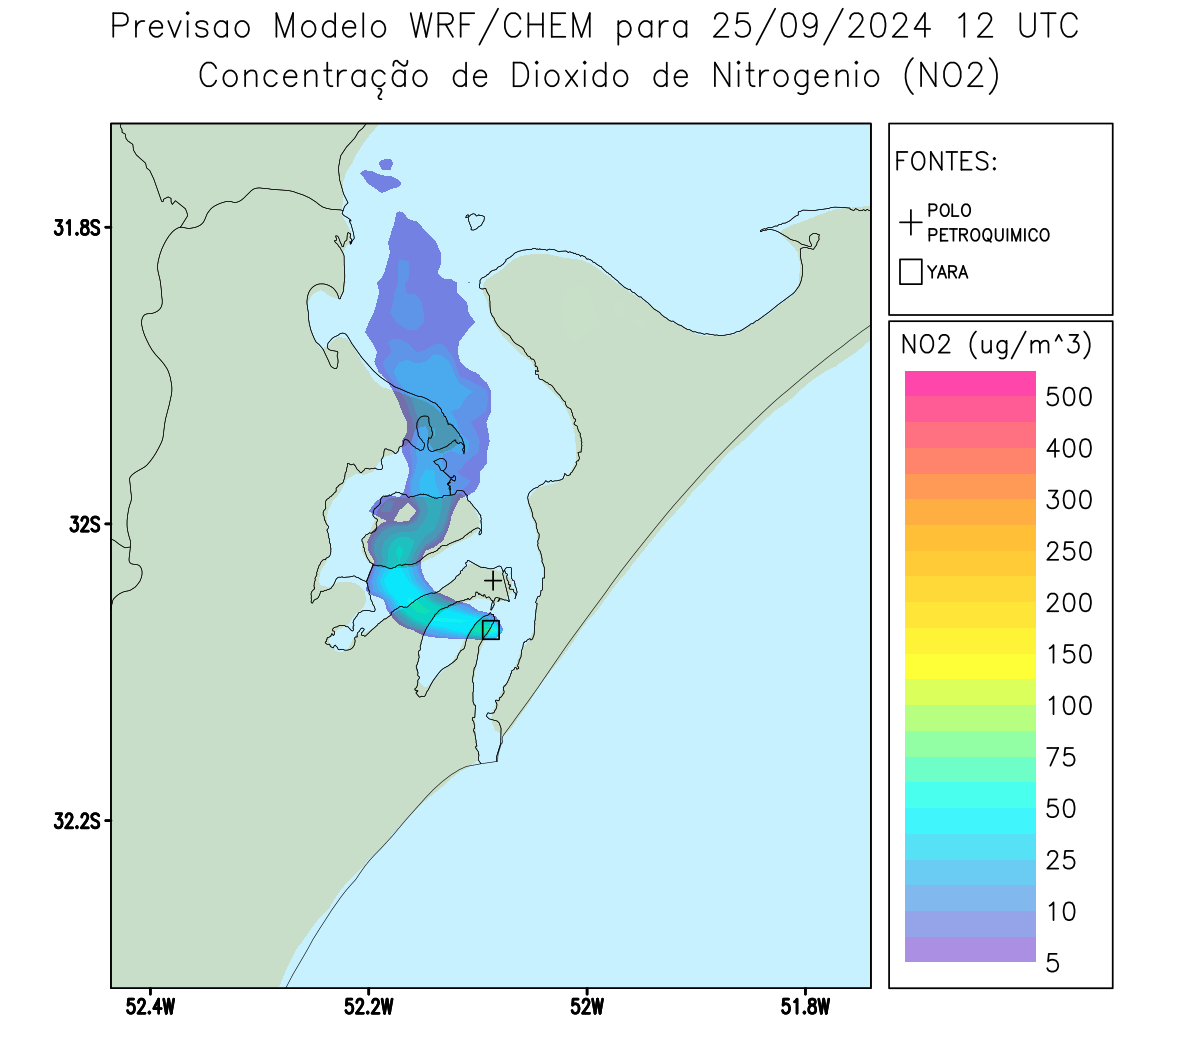 Previsao Modelo WRF/CHEM para 25/09/2024 12 UTC
Concentração de Dioxido de Nitrogenio (NO2)
FONTES:
POLO
PETROQUIMICO
YARA
NO2 (ug/m^3)
500
400
300
250
200
150
100
75
50
25
10
5
31.8S
32S
32.2S
52.4W
52.2W
52W
51.8W